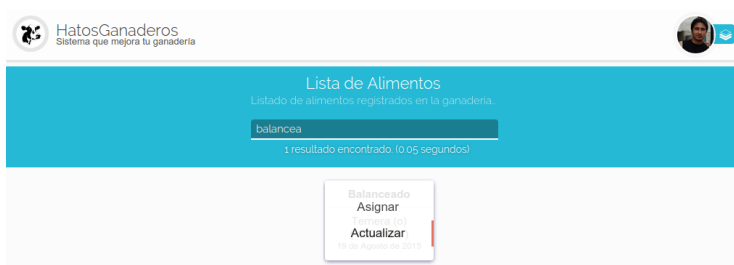 HatosGanaderos
Sistema que mejora tu ganadería
Lista de Alimentos
Listado de alimentos registrados en la ganadería.
balancea
1 resultado encontrado. (0.05 segundos)
Balanceado
Asignar
Ternera (o)
Actualizar
18 de Agosto de 2015